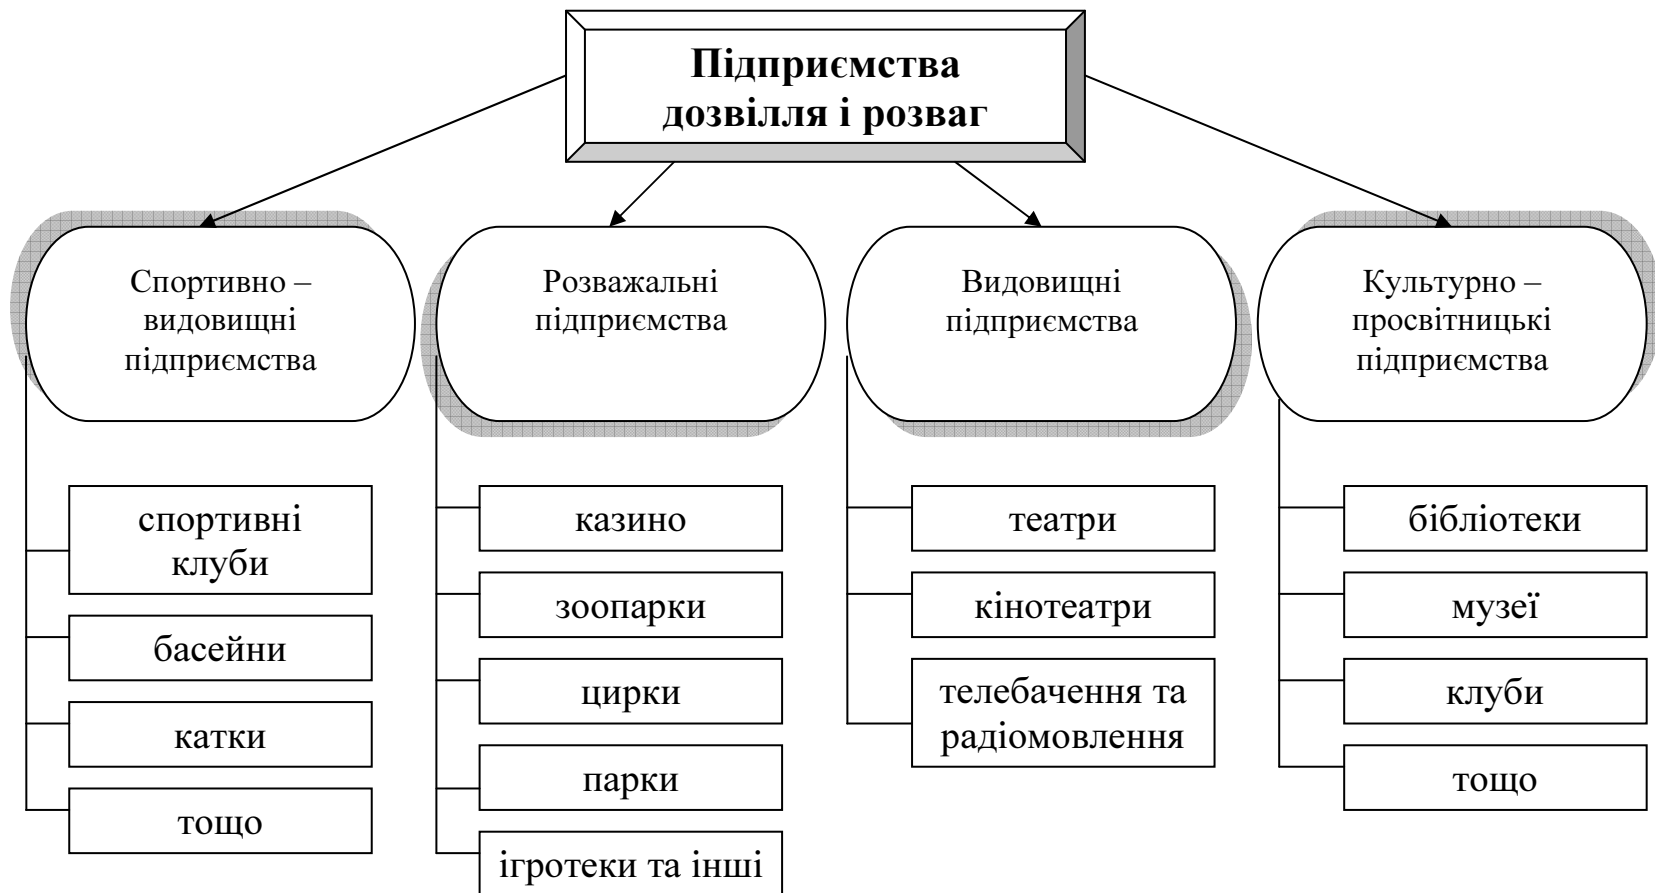 Підприємства
дозвілля і розваг
Спортивно –
видовищні
підприємства
спортивні
клуби
басейни
катки
тощо
Розважальні
підприємства
казино
зоопарки
цирки
парки
ігротеки та інші
Видовищні
підприємства
театри
кінотеатри
телебачення та
радіомовлення
Культурно –
просвітницькі
підприємства
бібліотеки
музеї
клуби
тощо